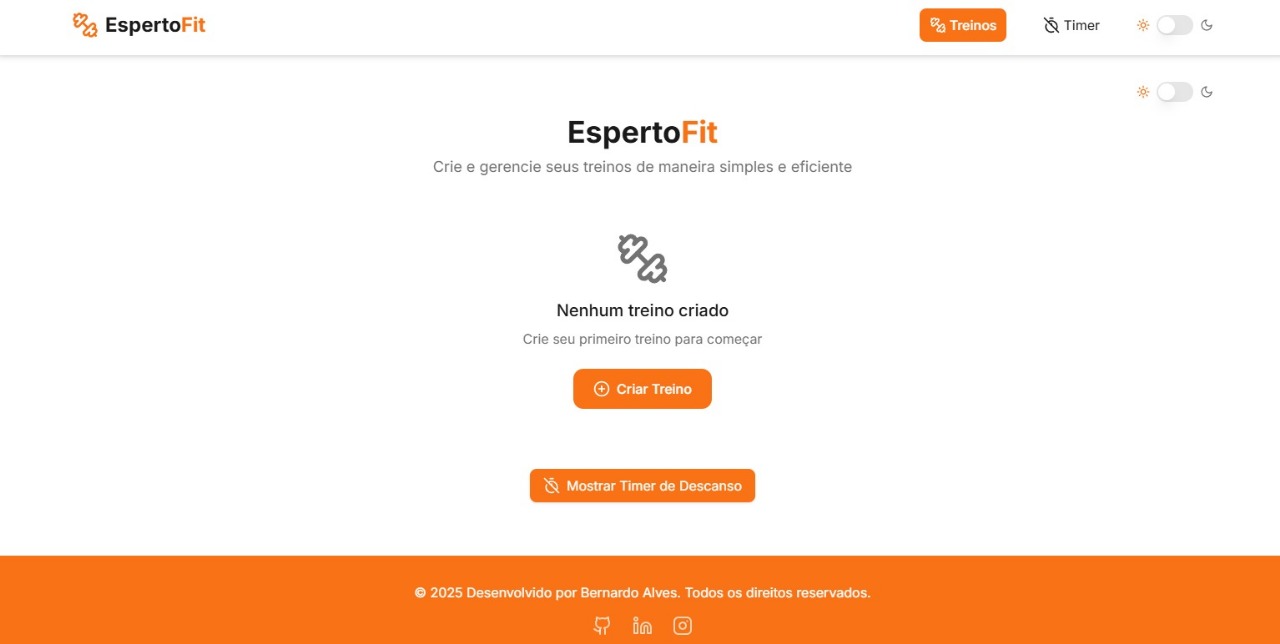 EspertoFit
Treinos
Timer
EspertoFit
Crie e gerencie seus treinos de maneira simples e eficiente
Nenhum treino criado
Crie seu primeiro treino para começar
Criar Treino
Mostrar Timer de Descanso
© 2025 Desenvolvido por Bernardo Alves. Todos os direitos reservados.